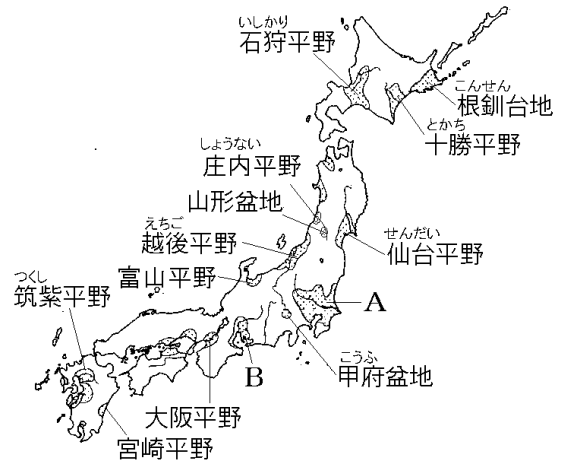 いしかり
石狩平野
こんせん
根釧台地
とかち
十勝平野
しょうない
庄内平野
山形盆地
せんだい
仙台平野
えちご
越後平野
富山平野
つくし
筑紫平野
A
B
こうふ
甲府盆地
大阪平野
宮崎平野